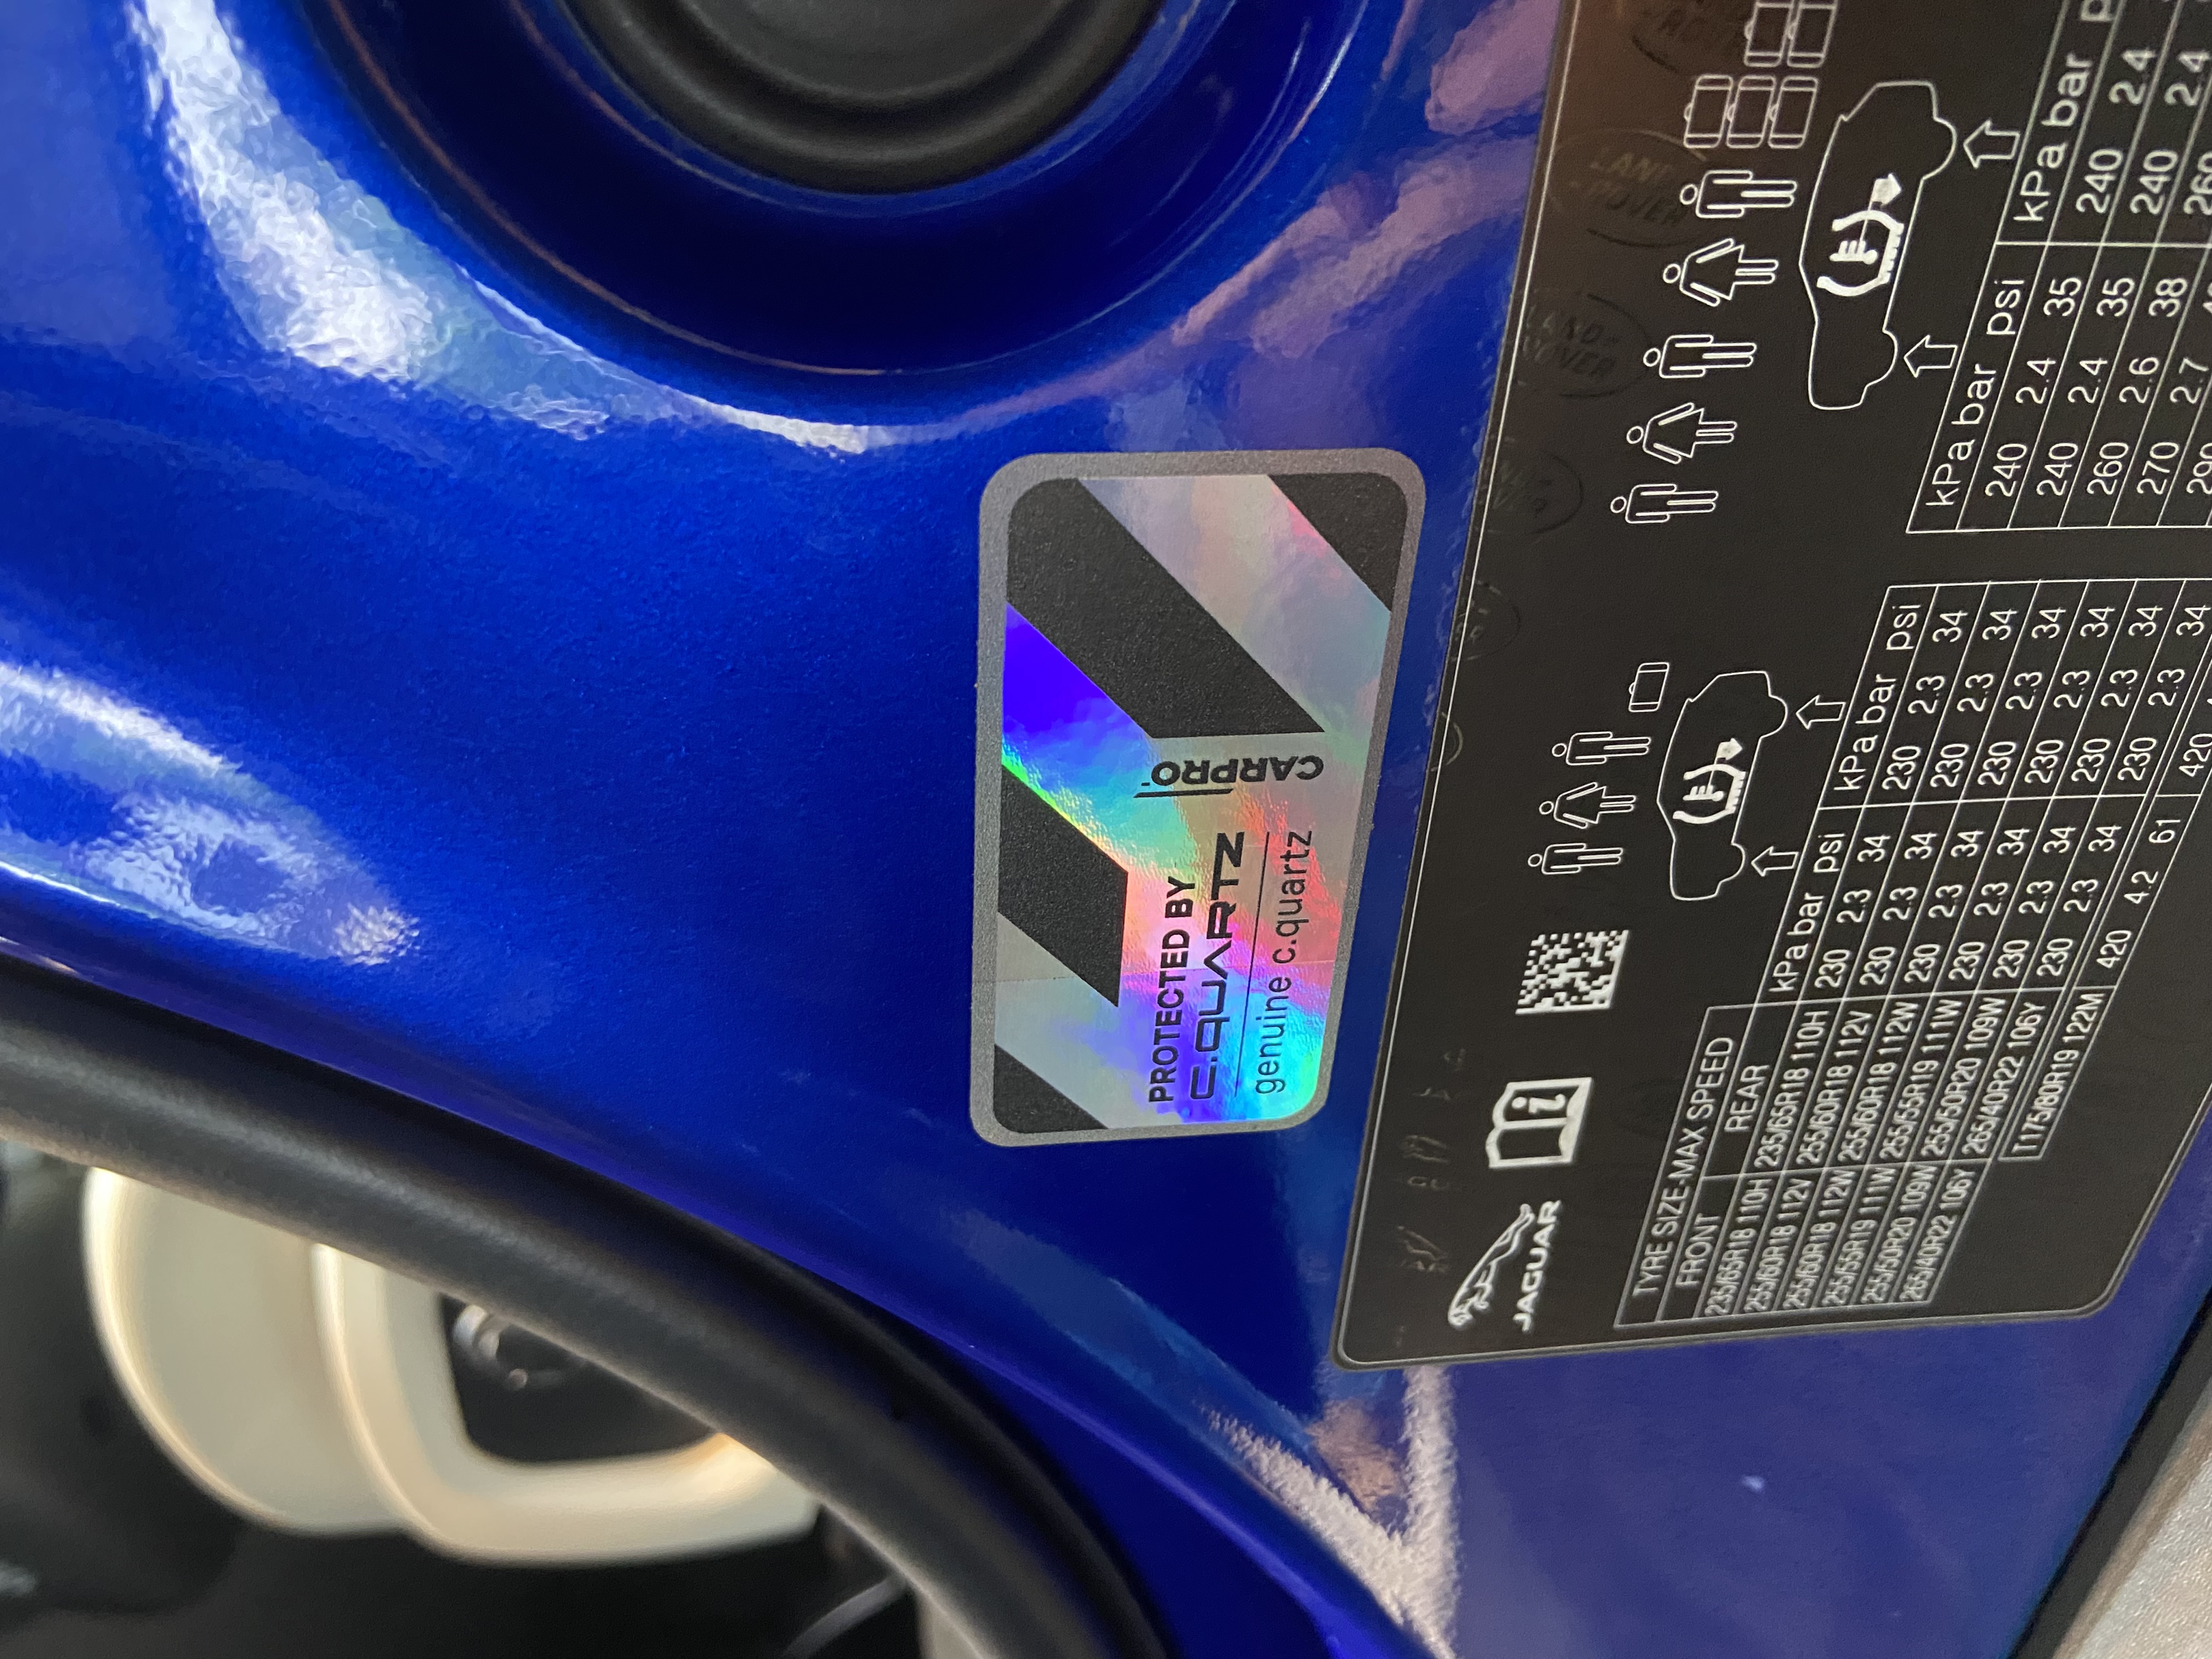 PROTECTED BY
C.QUARTZ
genuine c.quartz
CARPRO
JAGUAR
TYRE SIZE-MAX SPEED
FRONT REAR kPa bar psi kPa bar psi
235/65R18 110H 235/65R18 110H 230 2.3 34 230 2.3 34
255/60R18 112V 255/60R18 112V 230 2.3 34 230 2.3 34
255/60R18 112W 255/60R18 112W 230 2.3 34 230 2.3 34
255/55R19 111W 255/55R19 111W 230 2.3 34 230 2.3 34
255/50R20 109W 255/50R20 109W 230 2.3 34 230 2.3 34
265/40R22 106Y 265/40R22 106Y 230 2.3 34 230 2.3 34
T175/80R19 122M 420 4.2 61 420
kPa bar psi kPa bar
240 2.4 35 240 2.4
240 2.4 35 240 2.4
260 2.6 38 260
270 2.7
290